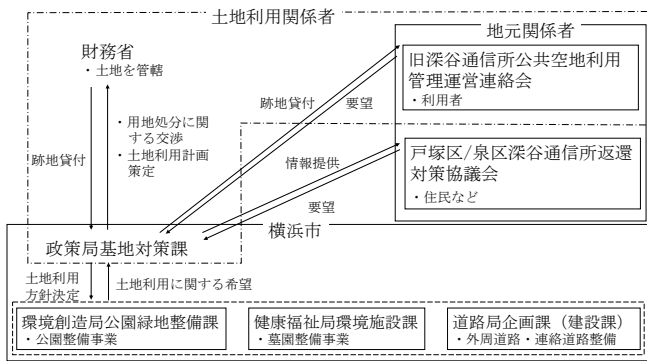 土地利用関係者
地元関係者
財務省
・土地を管轄
旧深谷通信所公共空地利用
管理運営連絡会
・利用者
跡地貸付
要望
・用地処分に関
する交渉
・土地利用計画
策定
跡地貸付
戸塚区/泉区深谷通信所返還
対策協議会
・住民など
情報提供
要望
横浜市
政策局基地対策課
土地利用
方針決定
土地利用に関する希望
環境創造局公園緑地整備課
・公園整備事業
健康福祉局環境施設課
・墓園整備事業
道路局企画課（建設課）
・外周道路・連絡道路整備